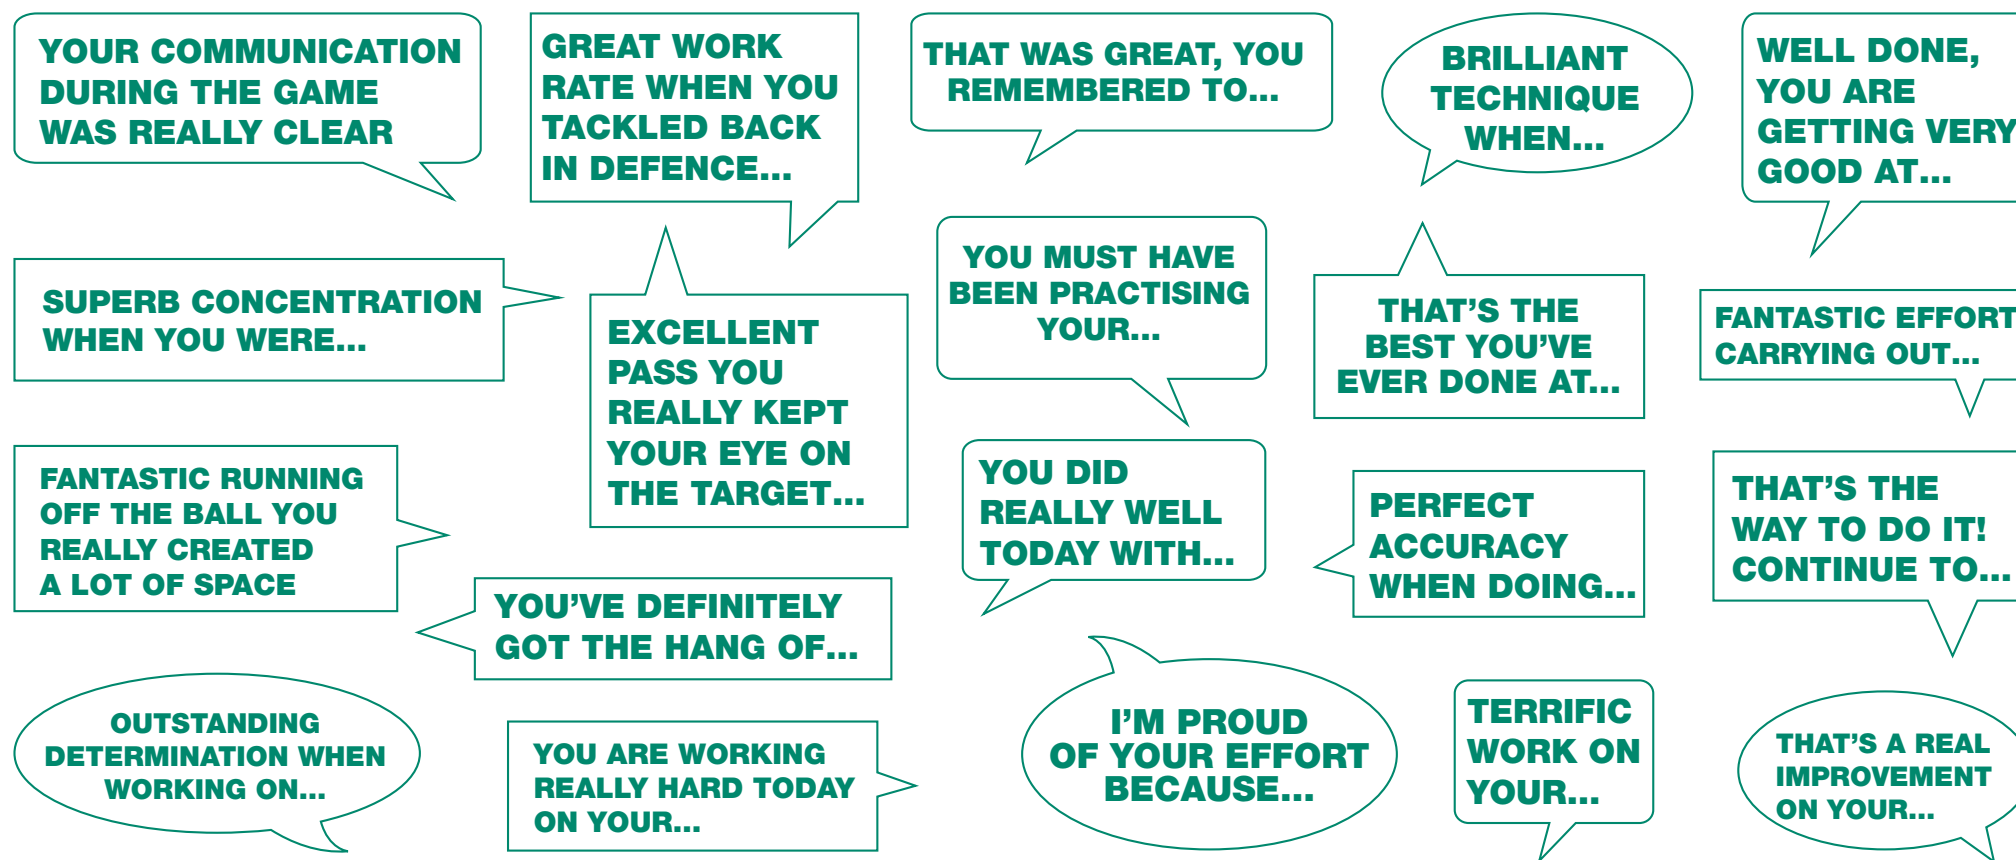 YOUR COMMUNICATION
DURING THE GAME
WAS REALLY CLEAR
GREAT WORK
RATE WHEN YOU
TACKLED BACK
IN DEFENCE...
THAT WAS GREAT, YOU
REMEMBERED TO...
BRILLIANT
TECHNIQUE
WHEN...
WELL DONE,
YOU ARE
GETTING VERY
GOOD AT...
SUPERB CONCENTRATION
WHEN YOU WERE...
EXCELLENT
PASS YOU
REALLY KEPT
YOUR EYE ON
THE TARGET...
YOU MUST HAVE
BEEN PRACTISING
YOUR...
THAT'S THE
BEST YOU'VE
EVER DONE AT...
FANTASTIC EFFORT
CARRYING OUT...
FANTASTIC RUNNING
OFF THE BALL YOU
REALLY CREATED
A LOT OF SPACE
YOU DID
REALLY WELL
TODAY WITH...
PERFECT
ACCURACY
WHEN DOING...
THAT'S THE
WAY TO DO IT!
CONTINUE TO...
YOU'VE DEFINITELY
GOT THE HANG OF...
OUTSTANDING
DETERMINATION WHEN
WORKING ON...
YOU ARE WORKING
REALLY HARD TODAY
ON YOUR...
I'M PROUD
OF YOUR EFFORT
BECAUSE...
TERRIFIC
WORK ON
YOUR...
THAT'S A REAL
IMPROVEMENT
ON YOUR...